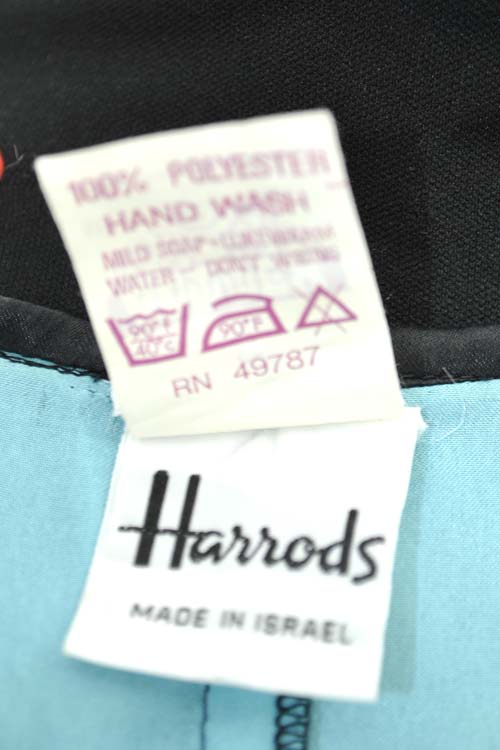 100% POLYESTER
HAND WASH
MILD SOAP-LUKEWARM
WATER - DON'T WRING
90°F
40°C
90°F
RN 49787
Harrods
MADE IN ISRAEL